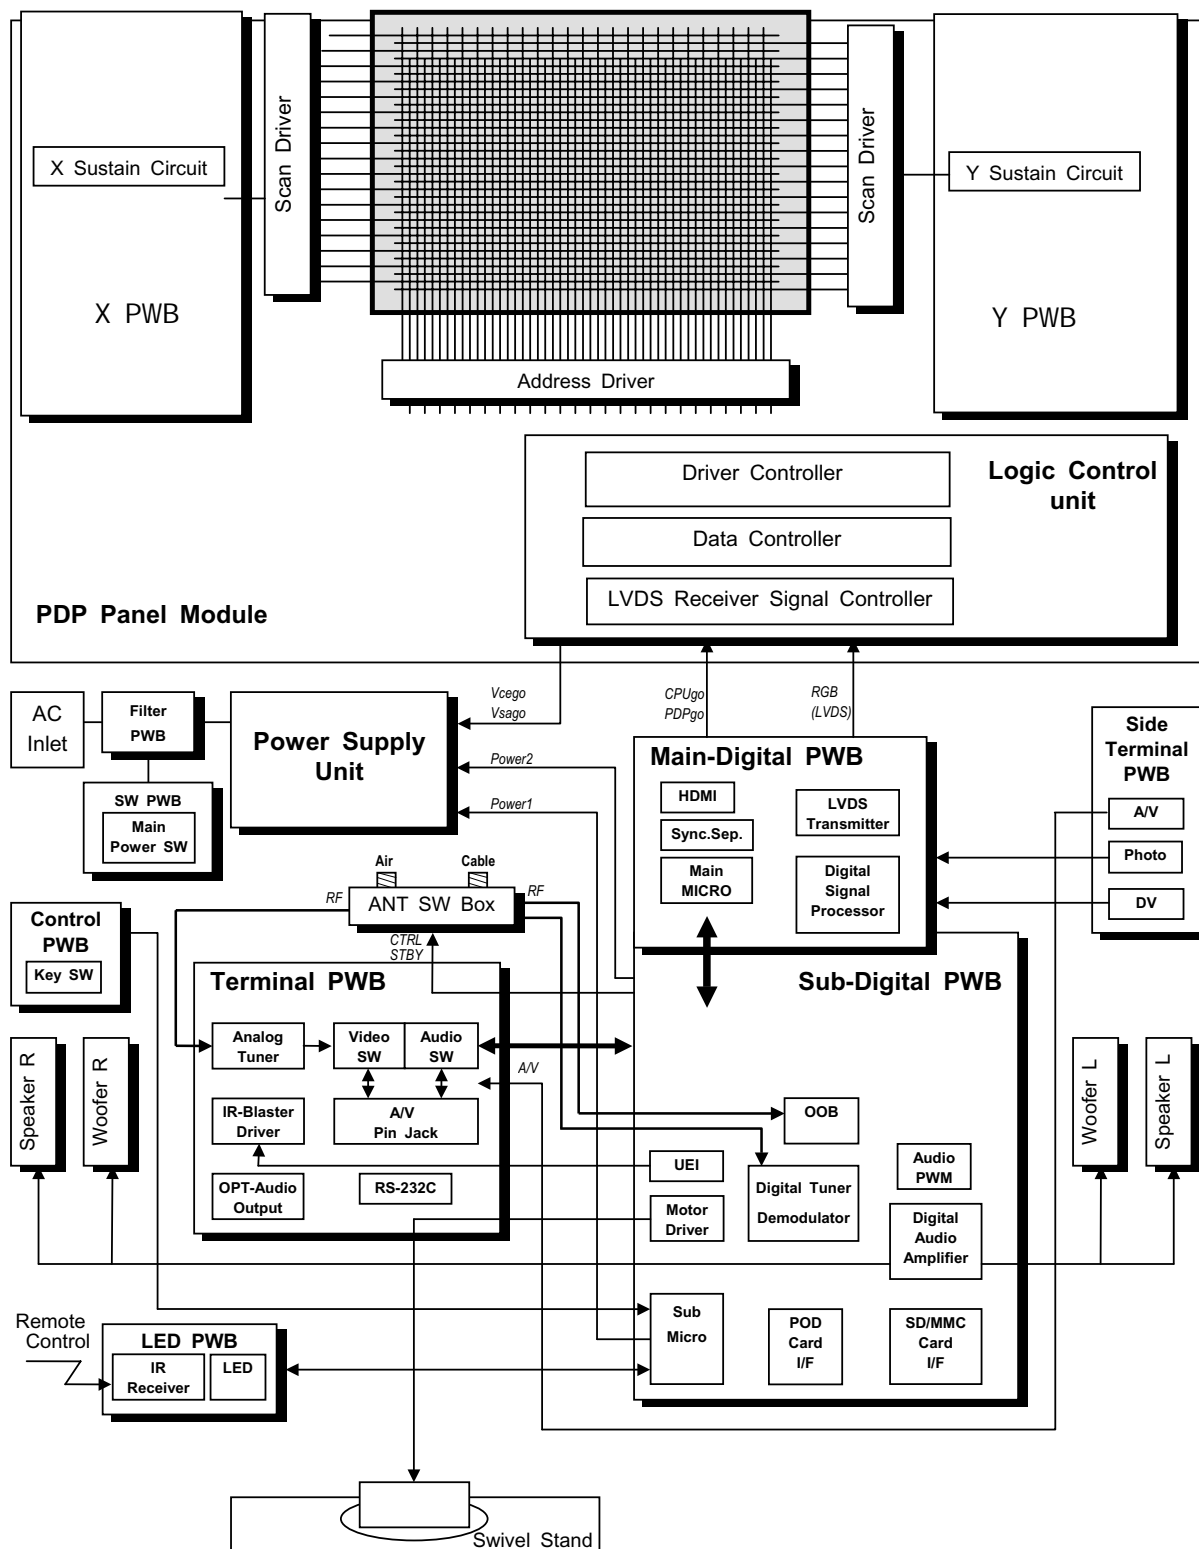 Scan Driver
X Sustain Circuit
X PWB
Scan Driver
Y Sustain Circuit
Y PWB
Address Driver
Driver Controller
Logic Control
unit
Data Controller
LVDS Receiver Signal Controller
PDP Panel Module
AC
Inlet
Filter
PWB
SW PWB
Main
Power SW
Power Supply
Unit
Vcego
Vsago
Power2
Power1
CPUgo
PDPgo
RGB
(LVDS)
Main-Digital PWB
HDMI
Sync.Sep.
Main
MICRO
LVDS
Transmitter
Digital
Signal
Processor
Side
Terminal
PWB
A/V
Photo
DV
Air
Cable
RF
ANT SW Box
RF
CTRL
STBY
Control
PWB
Key SW
Terminal PWB
Analog
Tuner
Video
SW
Audio
SW
A/V
IR-Blaster
Driver
A/V
Pin Jack
OPT-Audio
Output
RS-232C
Speaker R
Woofer R
Sub-Digital PWB
OOB
UEI
Motor
Driver
Digital Tuner
Demodulator
Audio
PWM
Digital
Audio
Amplifier
Woofer L
Speaker L
Sub
Micro
POD
Card
I/F
SD/MMC
Card
I/F
Remote
Control
LED PWB
IR
Receiver
LED
Swivel Stand